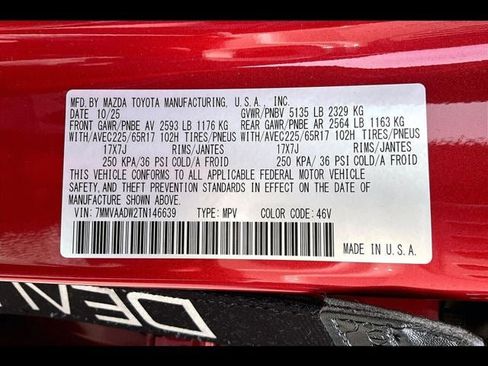 MFD. BY MAZDA TOYOTA MANUFACTURING, U.S.A., INC.
DATE 10/25 GVWR/PNBV 5135 LB 2329 KG
FRONT GAWR/PNBE AV 2593 LB 1176 KG REAR GAWR/PNBE AR 2564 LB 1163 KG
WITH/AVEC225/65R17 102H TIRES/PNEUS WITH/AVEC225/65R17 102H TIRES/PNEUS
17X7J RIMS/JANTES 17X7J RIMS/JANTES
250 KPA/ 36 PSI COLD/A FROID 250 KPA/ 36 PSI COLD/A FROID
THIS VEHICLE CONFORMS TO ALL APPLICABLE FEDERAL MOTOR VEHICLE
SAFETY,AND THEFT PREVENTION STANDARDS IN EFFECT ON THE DATE OF
MANUFACTURE SHOWN ABOVE.
VIN: 7MMVAADW2TN146639 TYPE: MPV COLOR CODE: 46V
MADE IN U.S.A.